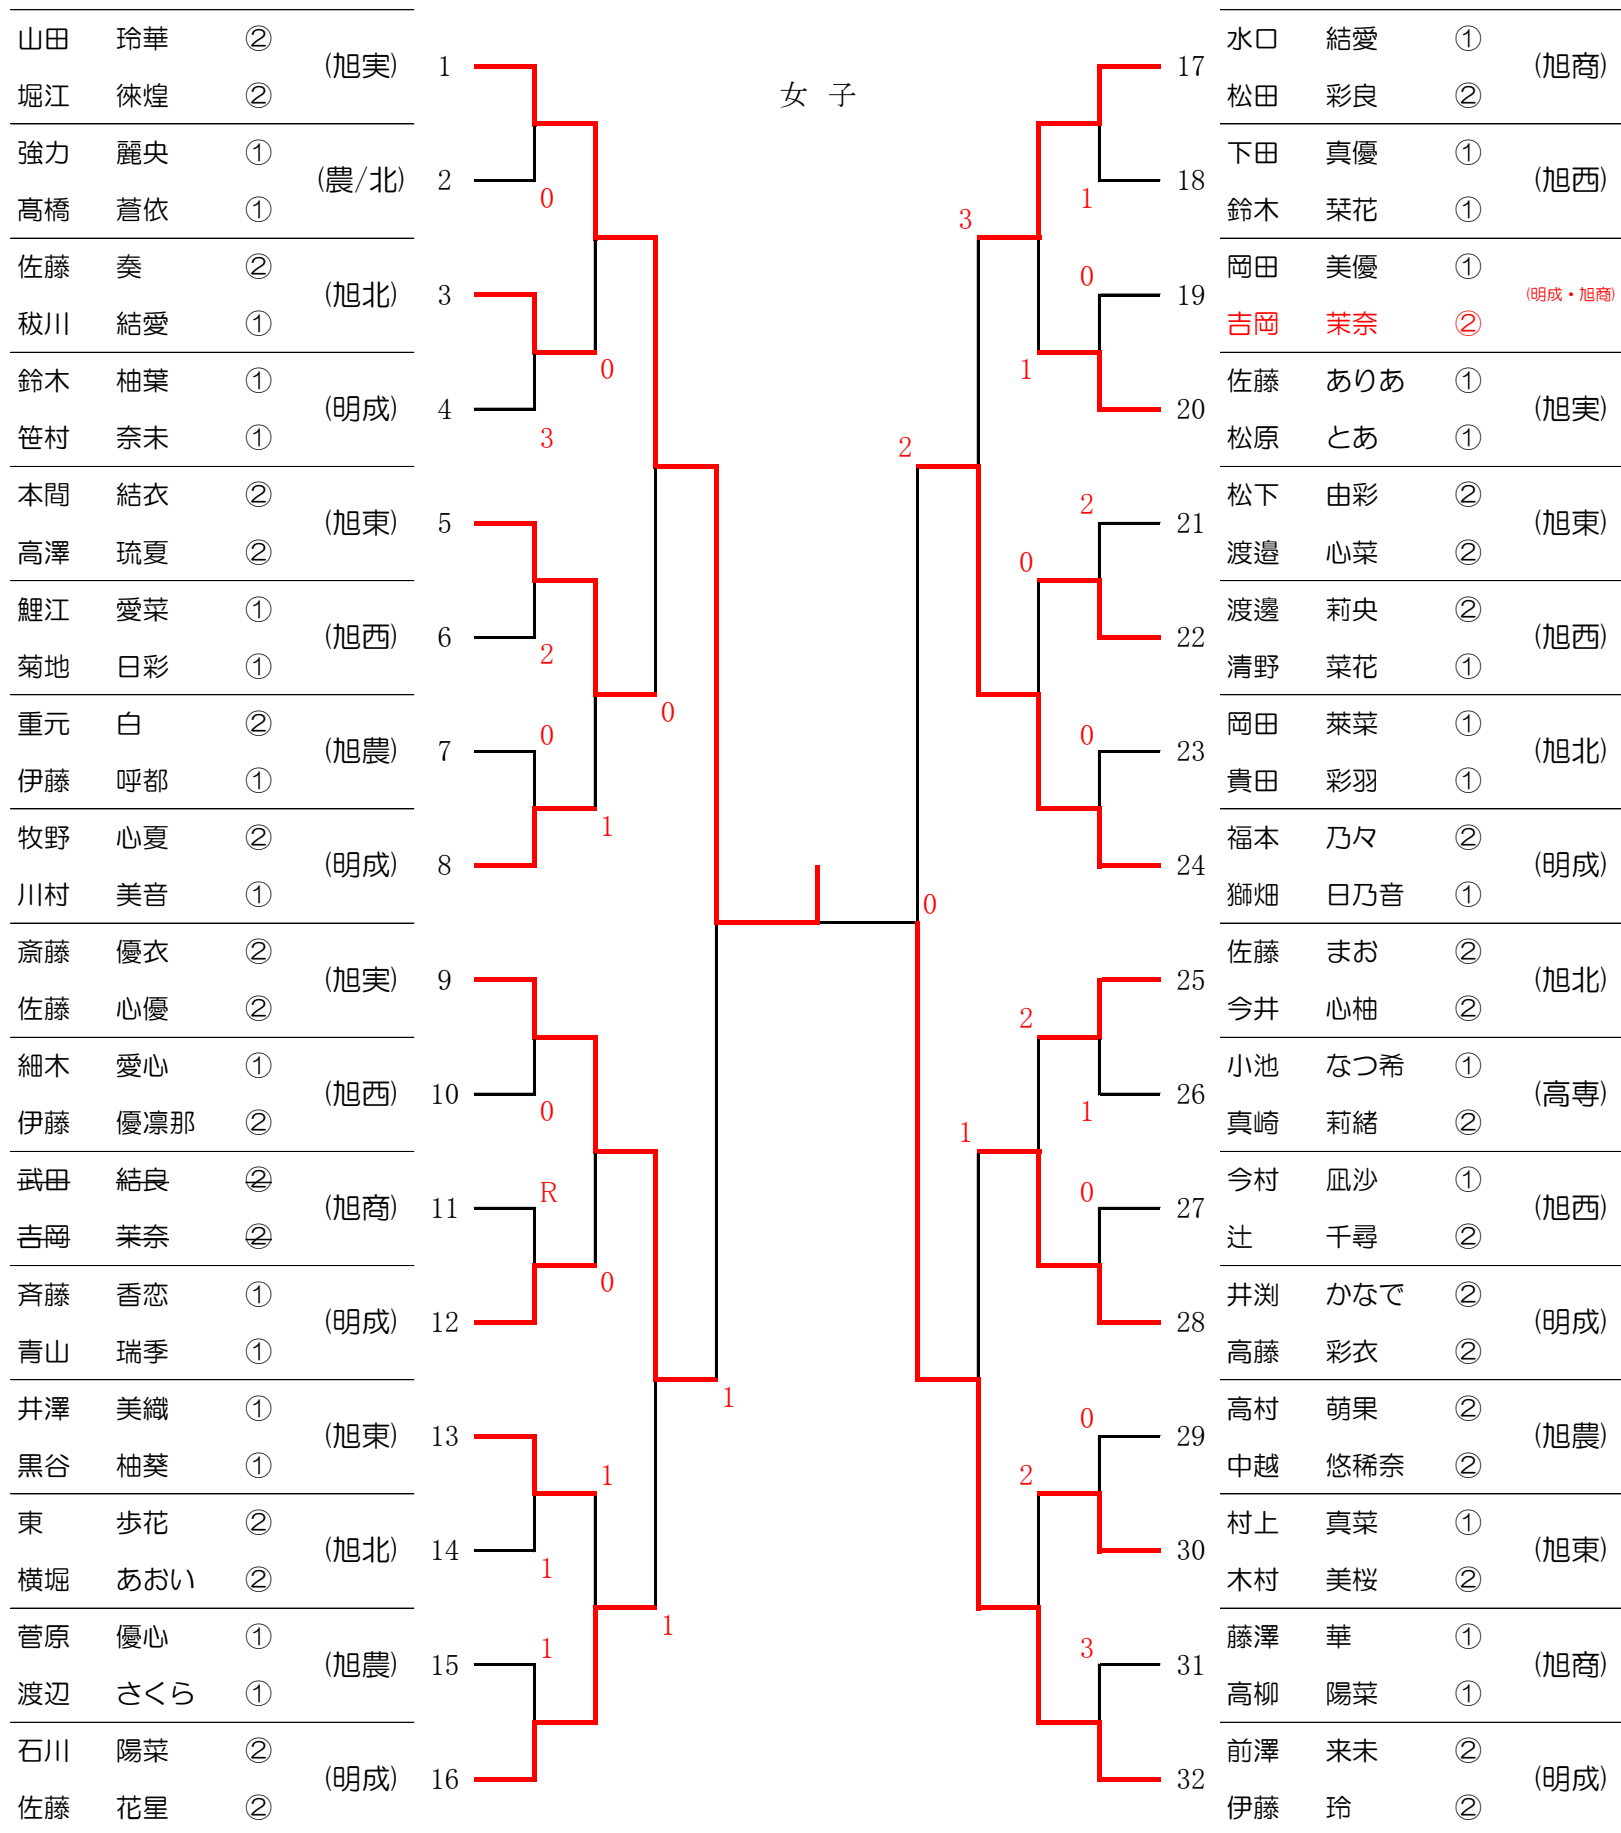 女 子
山田 玲華 ②
(旭実) 1
堀江 徠煌 ②
強力 麗央 ①
(農/北) 2
髙橋 蒼依 ①
0
佐藤 奏 ②
(旭北) 3
秡川 結愛 ①
0
鈴木 柚葉 ①
(明成) 4
笹村 奈未 ①
3
本間 結衣 ②
(旭東) 5
高澤 琉夏 ②
鯉江 愛菜 ①
(旭西) 6
菊地 日彩 ①
2
0
重元 白 ②
(旭農) 7
伊藤 呼都 ①
0
1
牧野 心夏 ②
(明成) 8
川村 美音 ①
斎藤 優衣 ②
(旭実) 9
佐藤 心優 ②
細木 愛心 ①
(旭西) 10
伊藤 優凛那 ②
0
武田 結良 ②
(旭商) 11
吉岡 茉奈 ②
R
0
斉藤 香恋 ①
(明成) 12
青山 瑞季 ①
1
井澤 美織 ①
(旭東) 13
黒谷 柚葵 ①
1
東 歩花 ②
(旭北) 14
横堀 あおい ②
1
1
菅原 優心 ①
(旭農) 15
渡辺 さくら ①
1
石川 陽菜 ②
(明成) 16
佐藤 花星 ②
水口 結愛 ①
17 (旭商)
松田 彩良 ②
下田 真優 ①
18 (旭西)
鈴木 栞花 ①
1
3
岡田 美優 ①
19 (明成・旭商)
吉岡 茉奈 ②
0
1
佐藤 ありあ ①
20 (旭実)
松原 とあ ①
2
松下 由彩 ②
21 (旭東)
渡邉 心菜 ②
2
0
渡邊 莉央 ②
22 (旭西)
清野 菜花 ①
岡田 萊菜 ①
23 (旭北)
貴田 彩羽 ①
0
福本 乃々 ②
24 (明成)
獅畑 日乃音 ①
0
佐藤 まお ②
25 (旭北)
今井 心柚 ②
2
小池 なつ希 ①
26 (高専)
真崎 莉緒 ②
1
1
今村 凪沙 ①
27 (旭西)
辻 千尋 ②
0
井渕 かなで ②
28 (明成)
高藤 彩衣 ②
高村 萌果 ②
29 (旭農)
中越 悠稀奈 ②
0
2
村上 真菜 ①
30 (旭東)
木村 美桜 ②
藤澤 華 ①
31 (旭商)
高柳 陽菜 ①
3
前澤 来未 ②
32 (明成)
伊藤 玲 ②